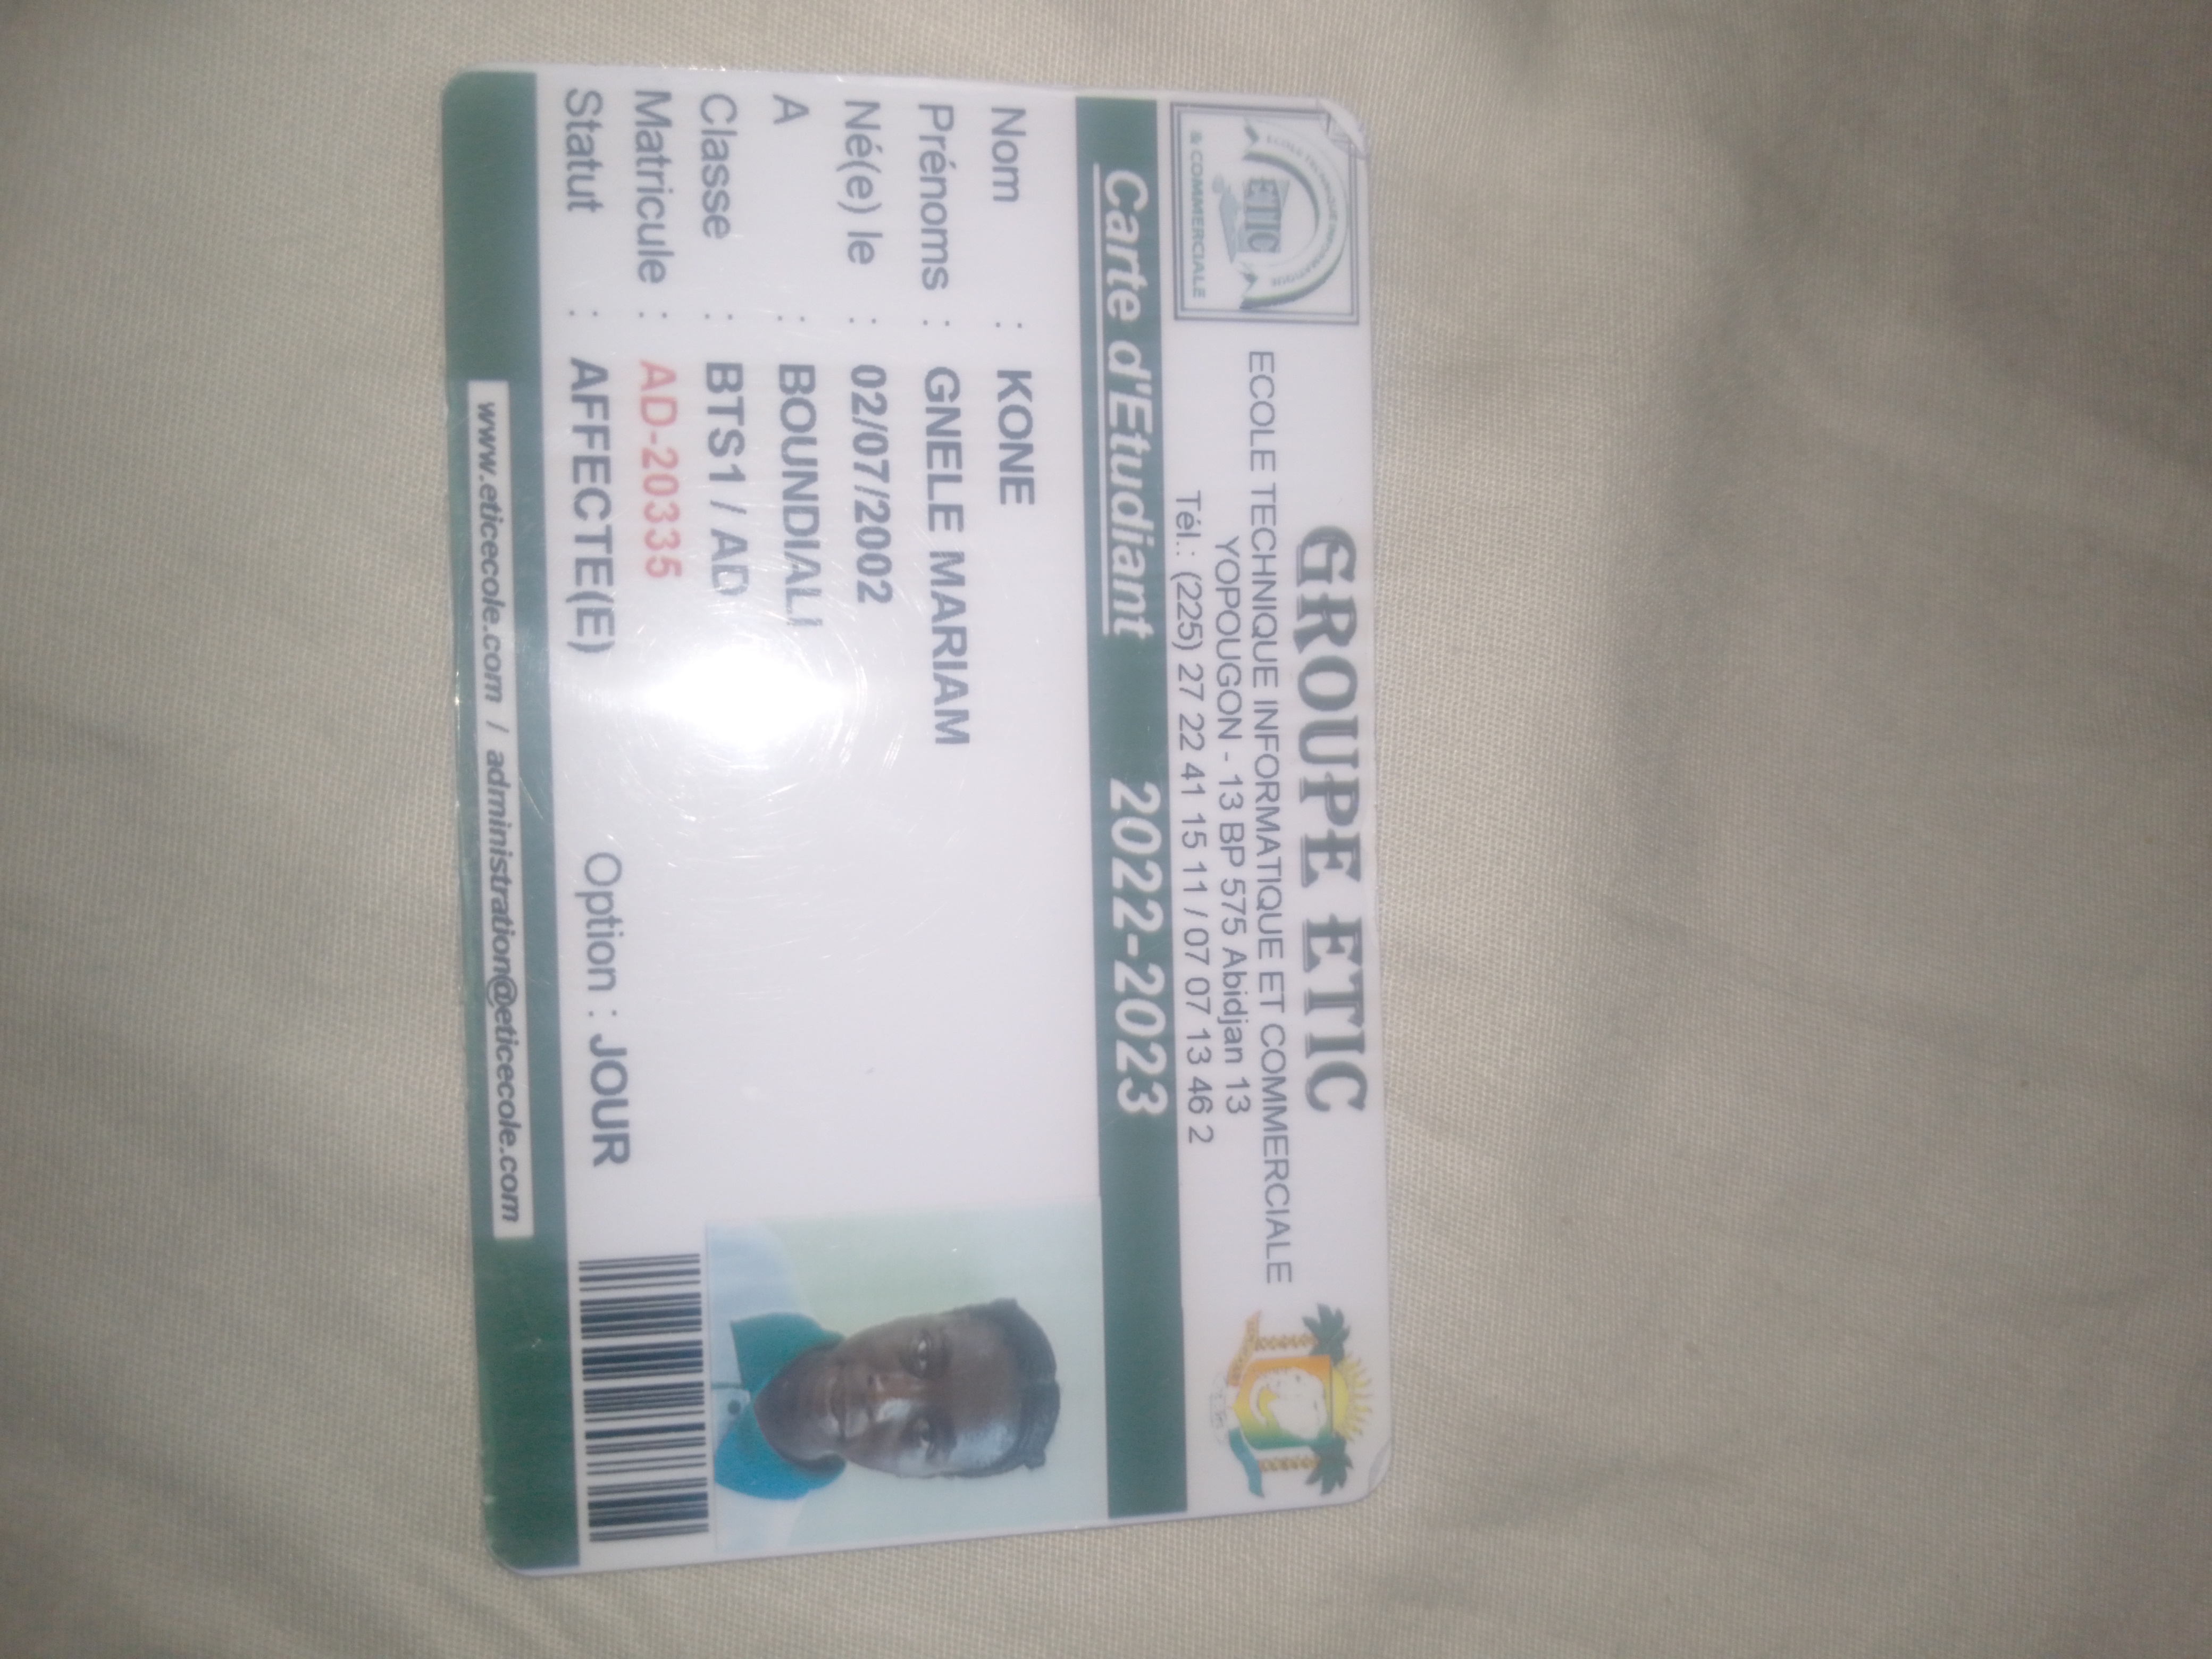 GROUPE ETIC
ECOLE TECHNIQUE INFORMATIQUE ET COMMERCIALE
YOPOUGON - 13 BP 575 Abidjan 13
Tél.: (225) 27 22 41 15 11 / 07 07 13 46 2
ECOLE TECHNIQUE INFORMATIQUE
ETIC
& COMMERCIALE
Carte d'Etudiant 2022-2023
Nom : KONE
Prénoms : GNELE MARIAM
Né(e) le : 02/07/2002
A : BOUNDIALI
Classe : BTS1 / AD
Matricule : AD-20335
Statut : AFFECTE(E) Option : JOUR
www.eticecole.com / administration@eticecole.com